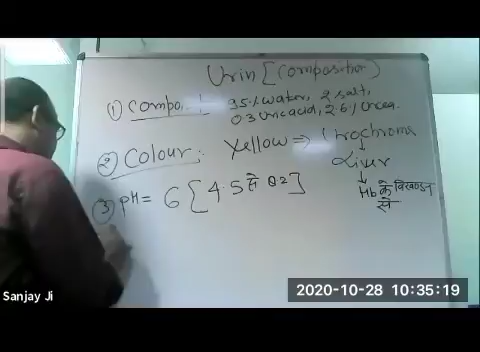 Urin [composition]
① Compoi. : 95% water, 2 salt,
0.3 Uric acid, 2.6% Urea.
② Colour: Yellow ⇒ Urochrome
↓
Liver
↓
Hb के विखण्डन
से
③ pH = 6 [4.5 से 8.2]
Sanjay Ji
2020-10-28 10:35:19